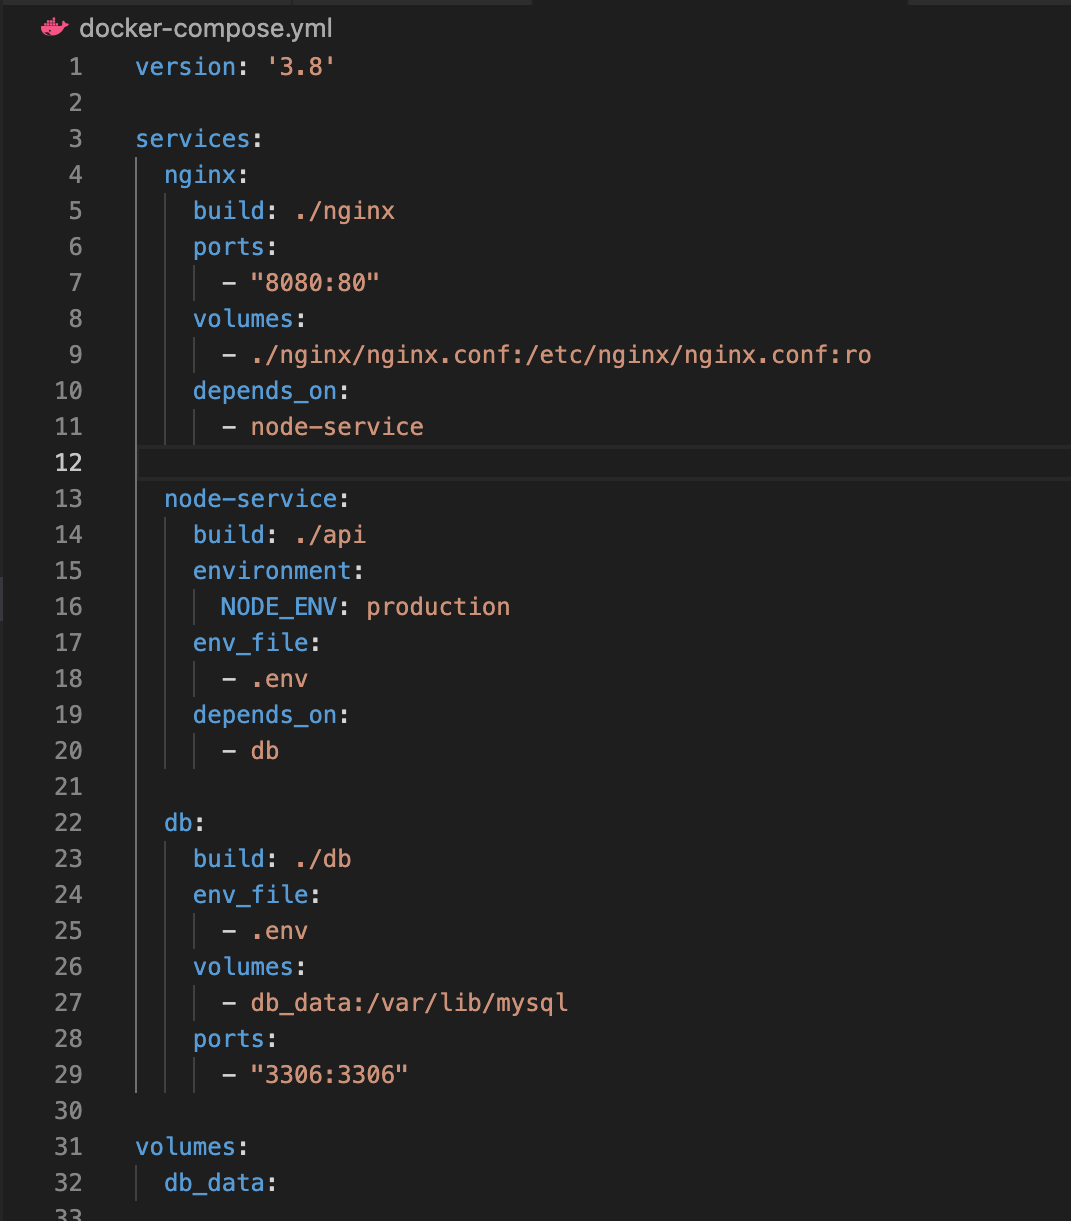 docker-compose.yml
1 version: '3.8'
2
3 services:
4   nginx:
5     build: ./nginx
6     ports:
7       - "8080:80"
8     volumes:
9       - ./nginx/nginx.conf:/etc/nginx/nginx.conf:ro
10     depends_on:
11       - node-service
12
13   node-service:
14     build: ./api
15     environment:
16       NODE_ENV: production
17     env_file:
18       - .env
19     depends_on:
20       - db
21
22   db:
23     build: ./db
24     env_file:
25       - .env
26     volumes:
27       - db_data:/var/lib/mysql
28     ports:
29       - "3306:3306"
30
31 volumes:
32   db_data:
33